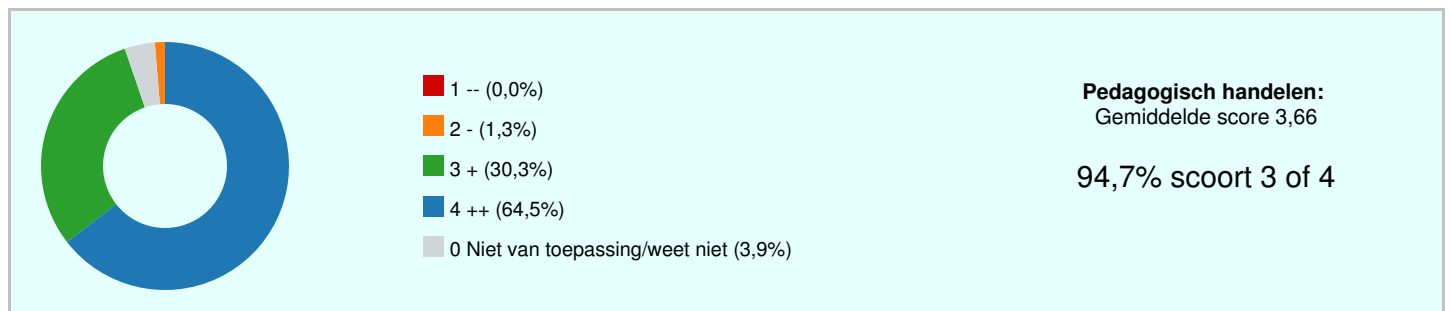 1 -- (0,0%)
2 - (1,3%)
3 + (30,3%)
4 ++ (64,5%)
0 Niet van toepassing/weet niet (3,9%)
Pedagogisch handelen:
Gemiddelde score 3,66
94,7% scoort 3 of 4